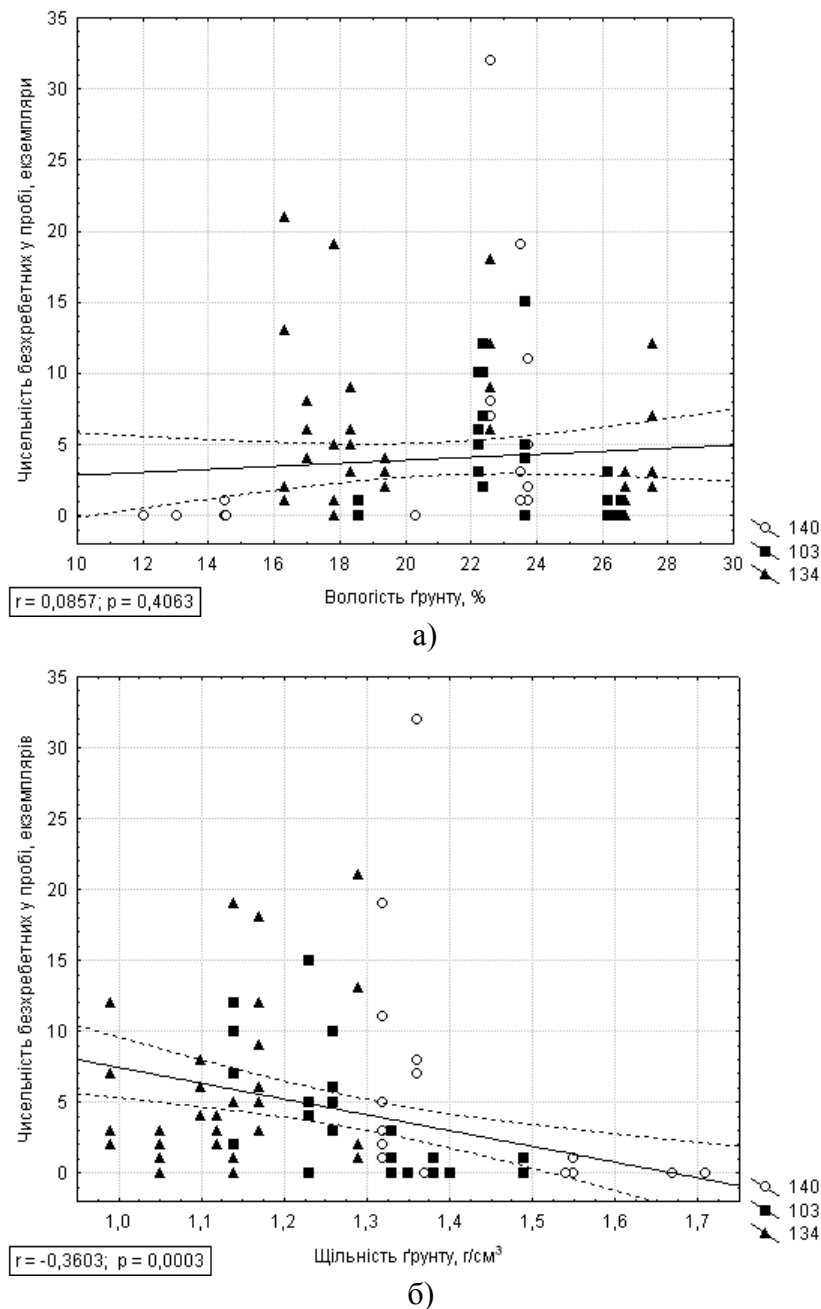 Чисельність безхребетних у пробі, екземпляри
35
30
25
20
15
10
5
0
10 12 14 16 18 20 22 24 26 28 30
140
103
134
r = 0,0857; p = 0,4063
Вологість ґрунту, %
а)
Чисельність безхребетних у пробі, екземплярів
35
30
25
20
15
10
5
0
1,0 1,1 1,2 1,3 1,4 1,5 1,6 1,7
140
103
134
r = -0,3603; p = 0,0003
Щільність ґрунту, г/см³
б)